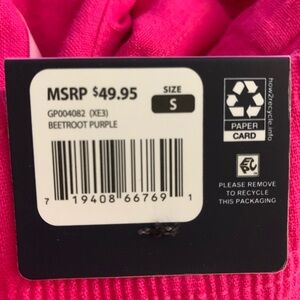 MSRP $49.95
SIZE
S
GP004082 (XE3)
BEETROOT PURPLE
7 19408 66769 1
how2recycle.info
PAPER
CARD
PLEASE REMOVE
TO RECYCLE
THIS PACKAGING